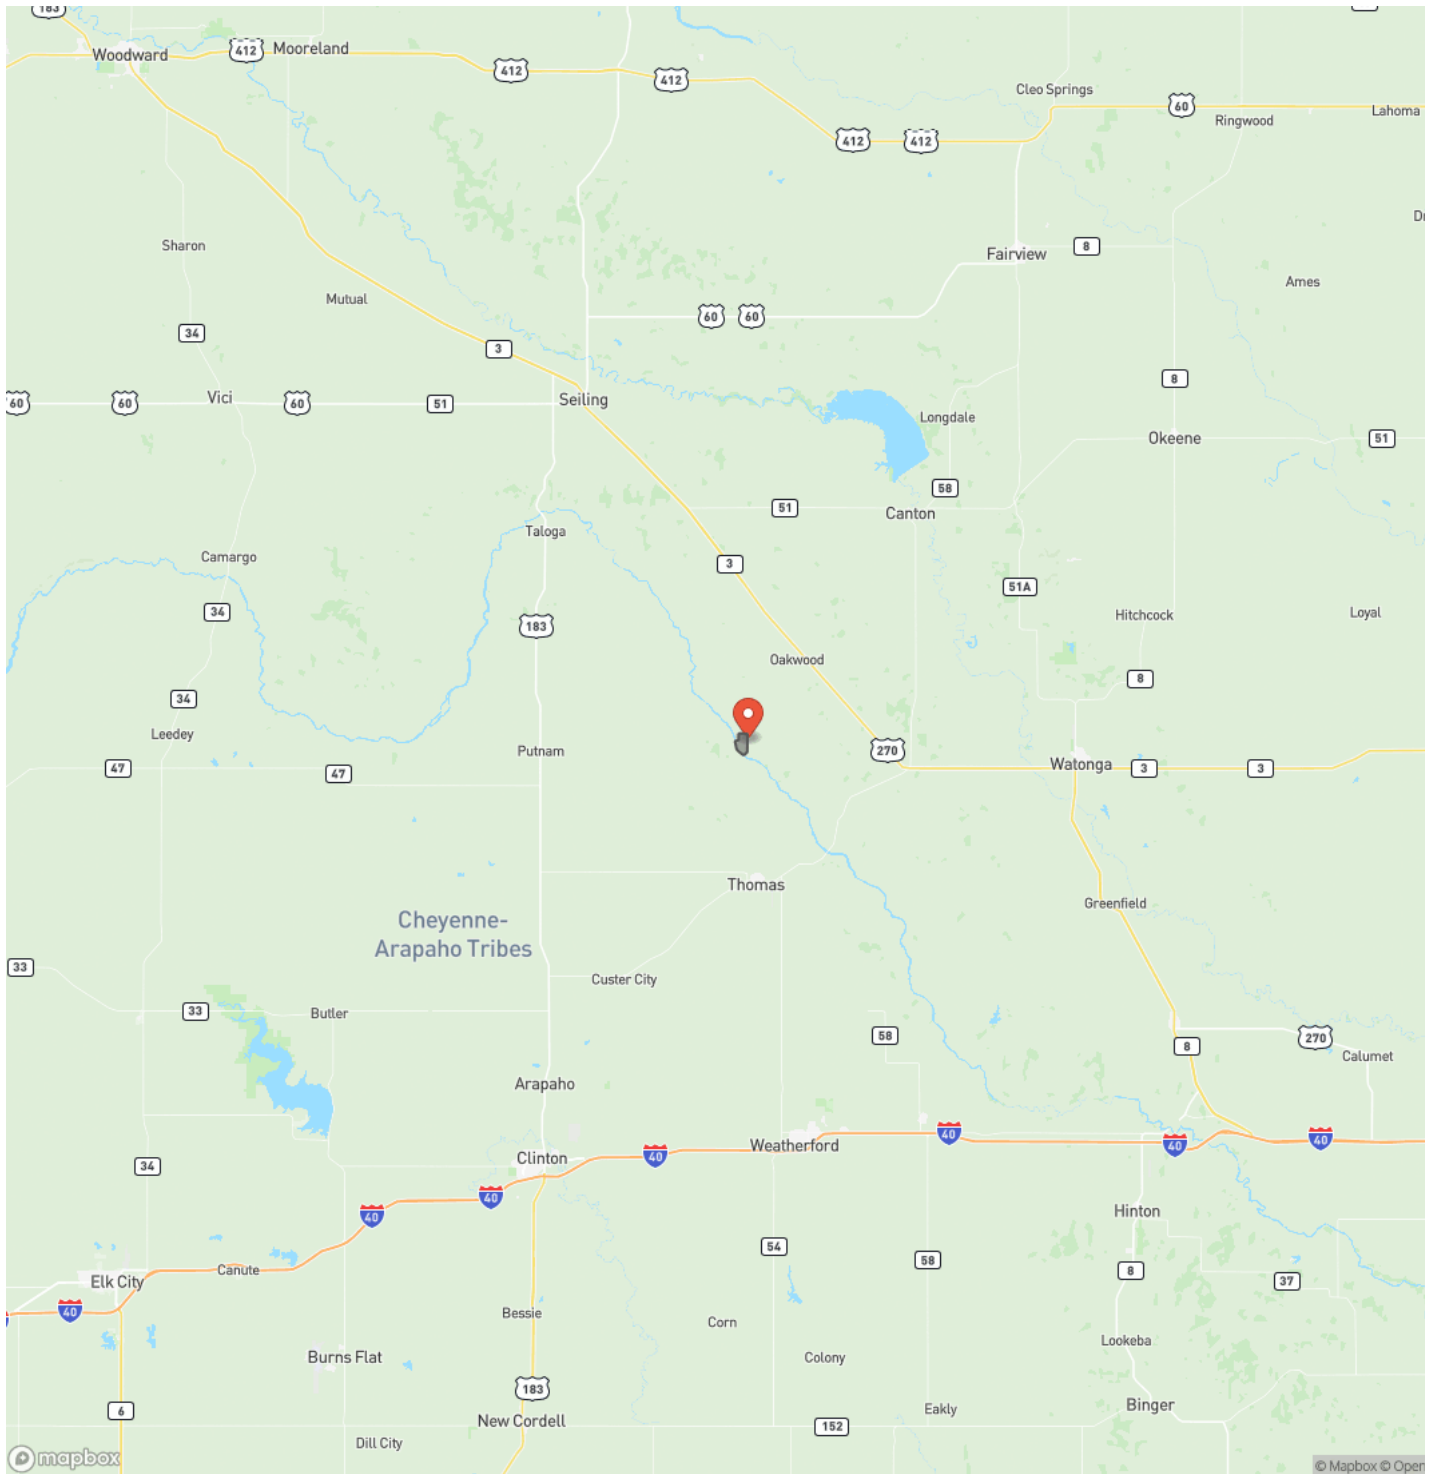 183
Woodward
412
Mooreland
412
412
Cleo Springs
60
Ringwood
Lahoma
412
412
Sharon
Fairview
8
Mutual
Ames
34
60
60
3
8
60
Vici
60
60
51
Seiling
Longdale
Okeene
51
58
51
Canton
Taloga
Camargo
3
51A
34
183
Hitchcock
Loyal
Oakwood
8
34
Leedey
Putnam
270
47
47
Watonga
3
3
Thomas
Greenfield
Cheyenne-
Arapaho Tribes
33
Custer City
33
Butler
58
270
8
Calumet
Arapaho
40
40
40
Weatherford
40
Clinton
34
40
40
Hinton
54
58
Elk City
Canute
8
37
40
Bessie
Corn
Lookeba
Burns Flat
Colony
183
6
New Cordell
152
Eakly
Binger
Dill City
mapbox
© Mapbox © Open